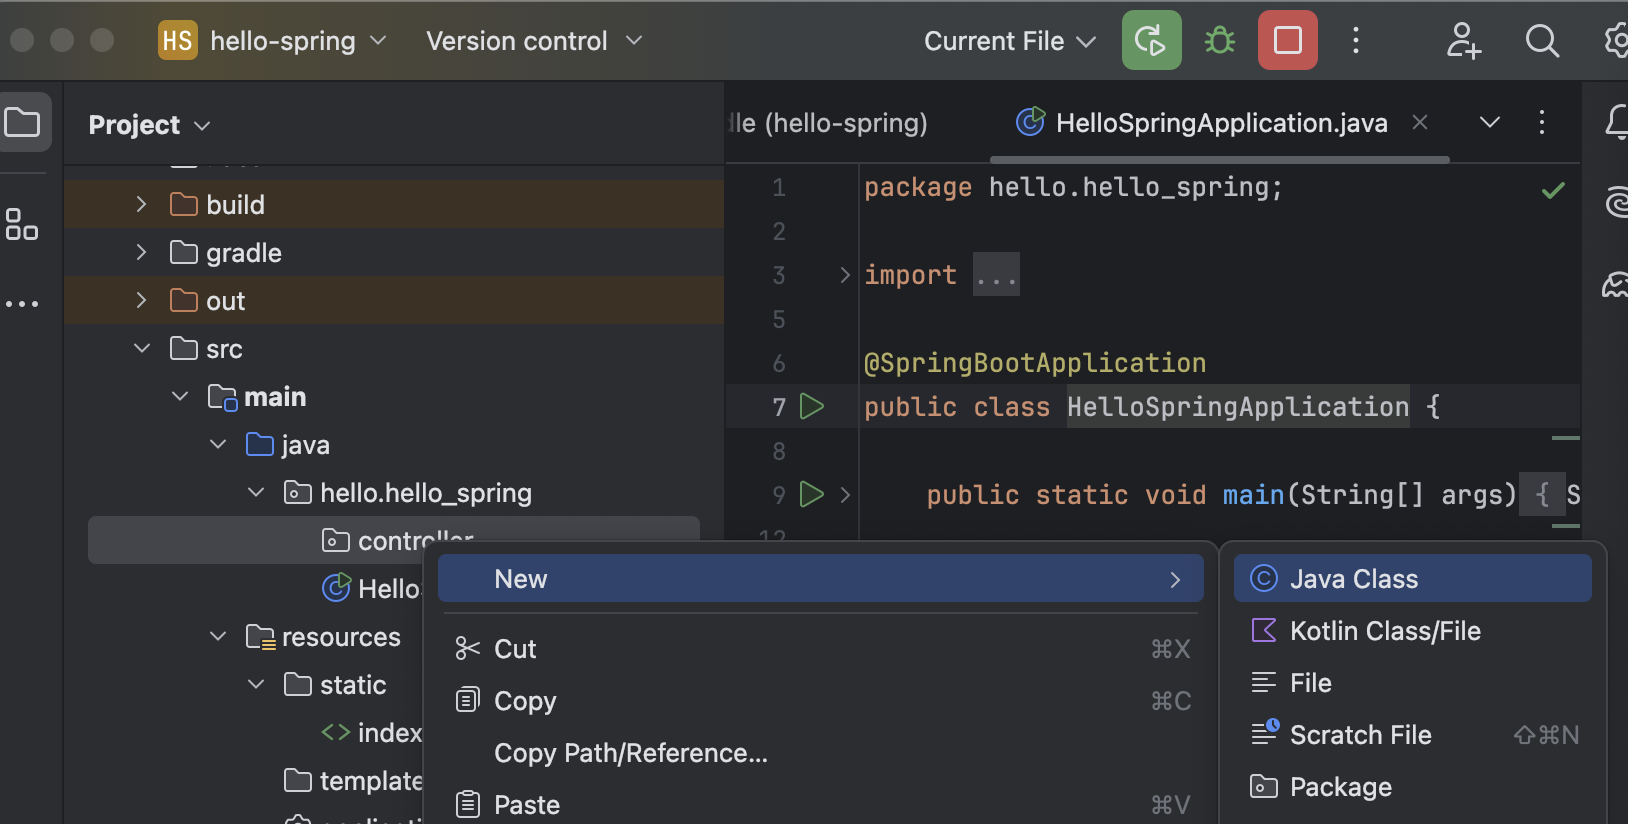 HS hello-spring Version control Current File
Project
lle (hello-spring) HelloSpringApplication.java
build
gradle
out
src
main
java
hello.hello_spring
controller
Hello
resources
static
index
template
1 package hello.hello_spring;
2
3 import ...
5
6 @SpringBootApplication
7 public class HelloSpringApplication {
8
9 public static void main(String[] args) { S
12
New
Cut ⌘X
Copy ⌘C
Copy Path/Reference...
Paste ⌘V
Java Class
Kotlin Class/File
File
Scratch File ⇧⌘N
Package